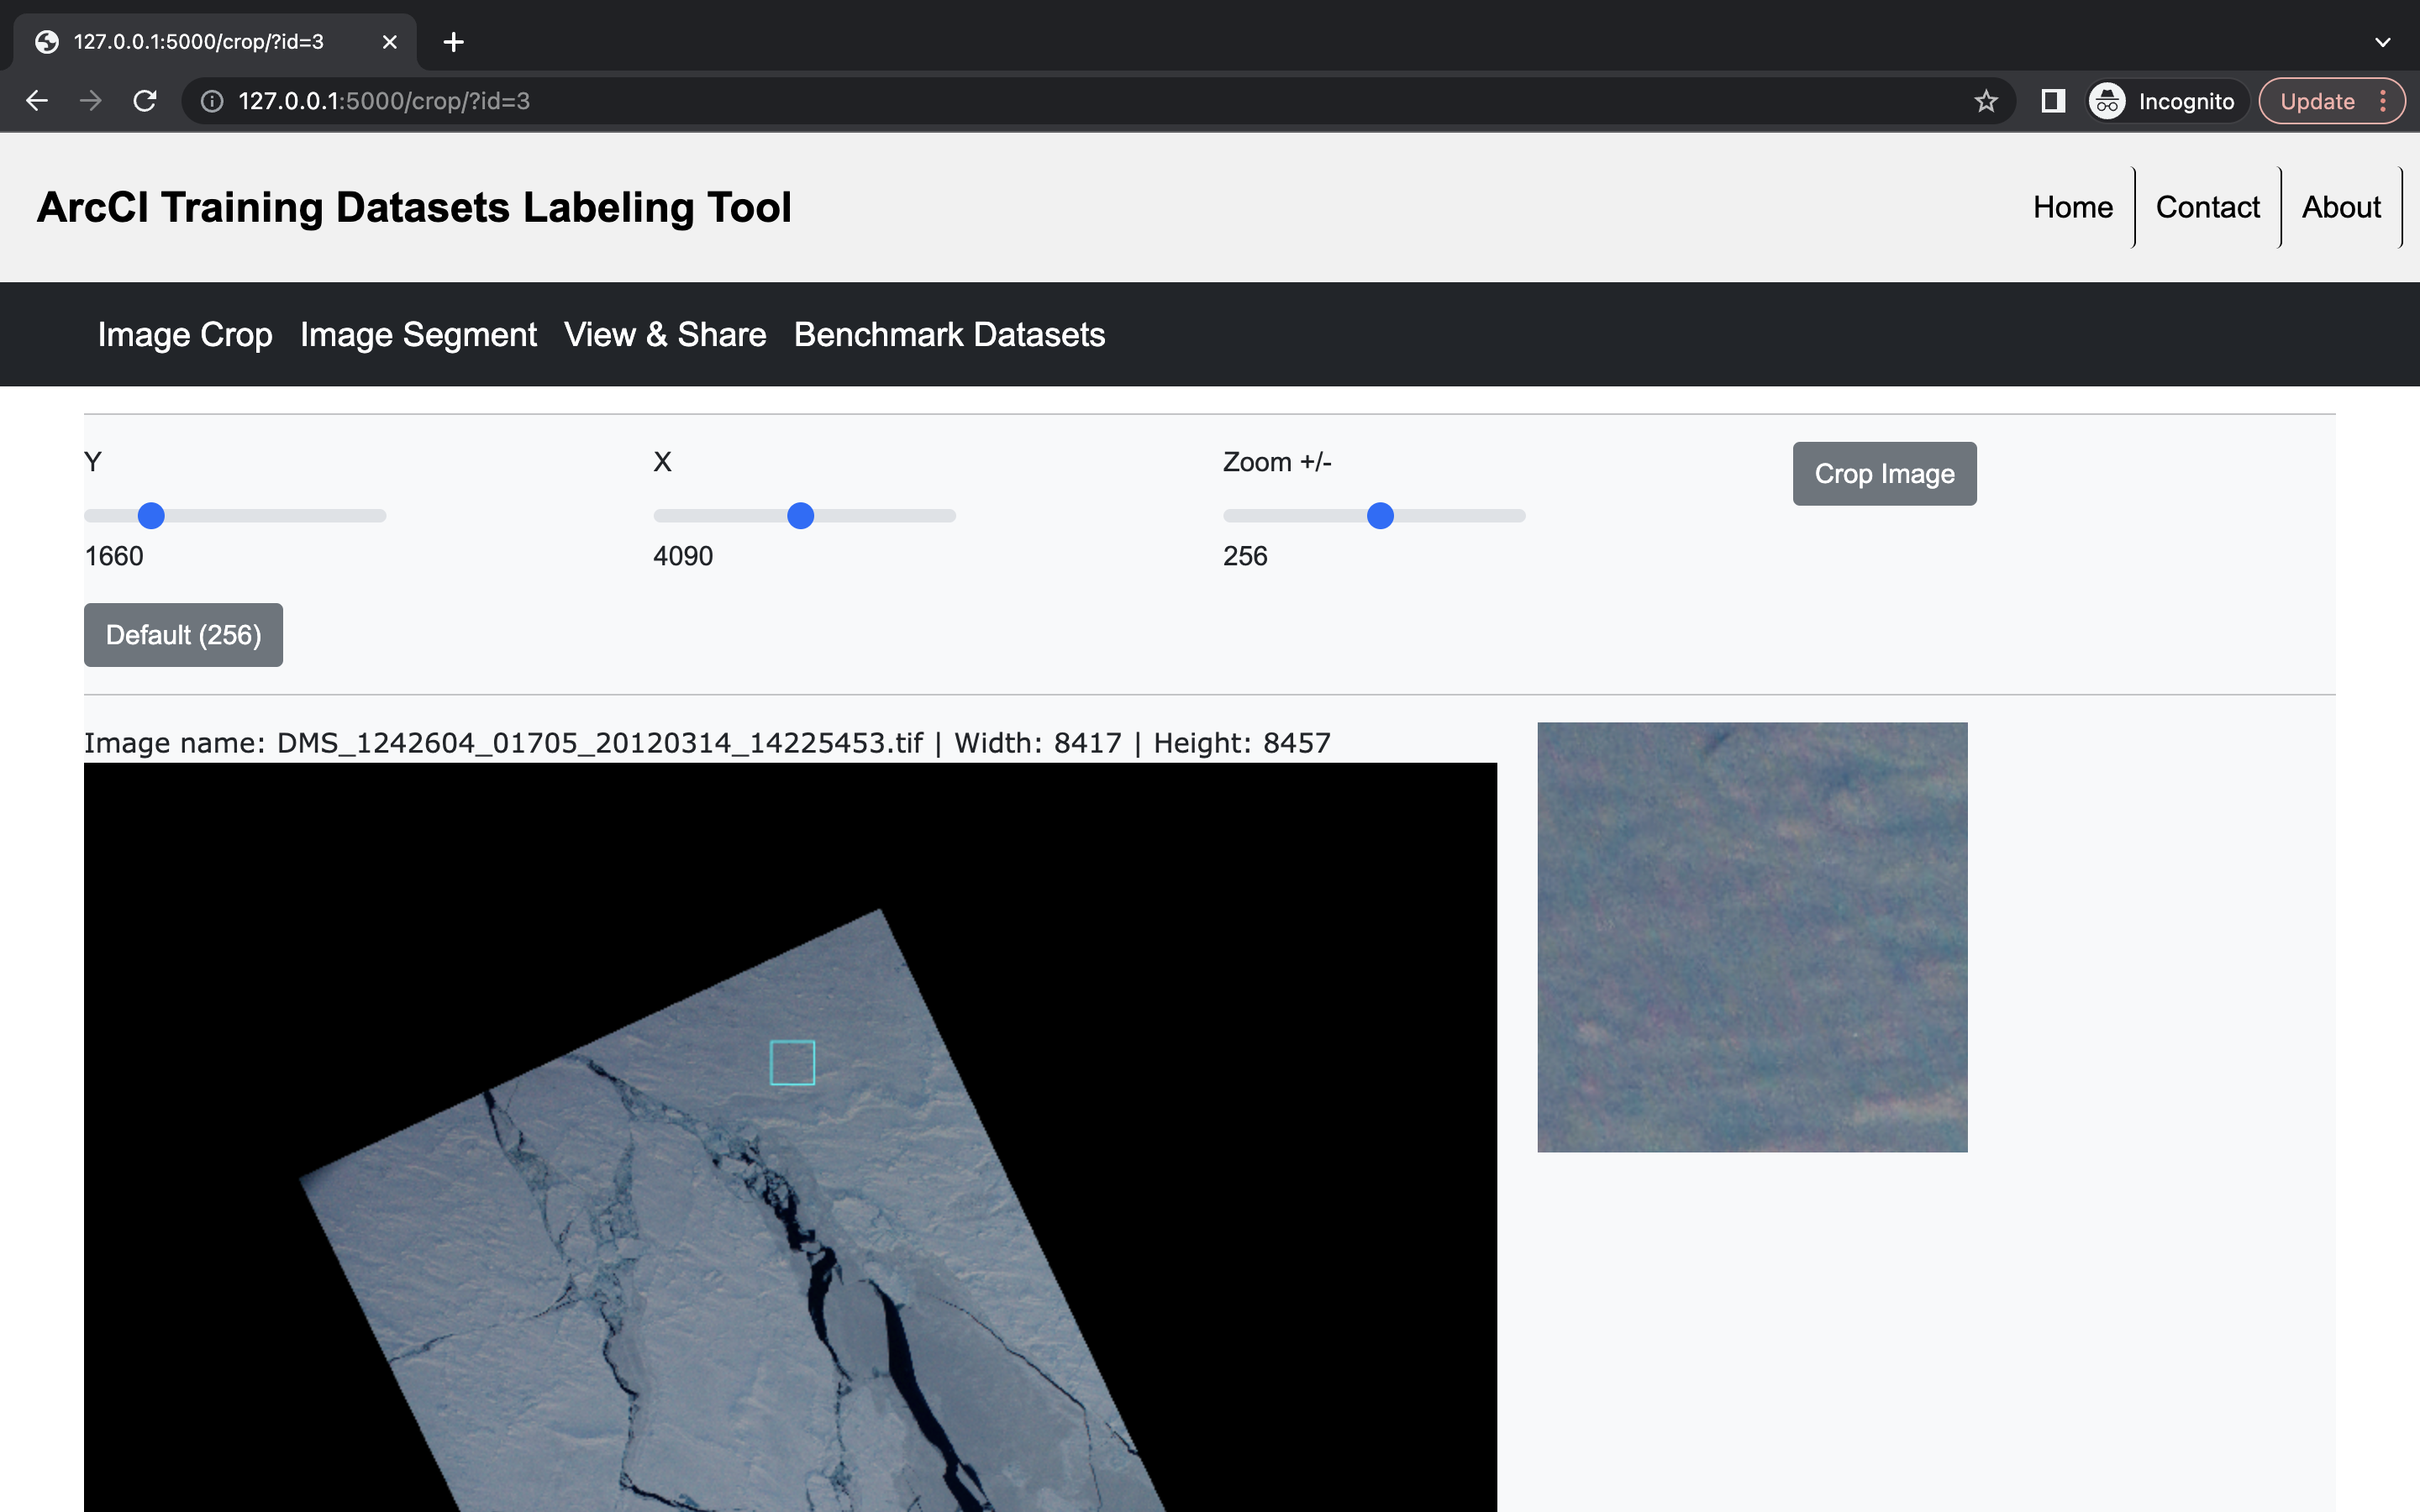 127.0.0.1:5000/crop/?id=3
127.0.0.1:5000/crop/?id=3
Incognito
Update
ArcCI Training Datasets Labeling Tool
Home
Contact
About
Image Crop
Image Segment
View & Share
Benchmark Datasets
Y
X
Zoom +/-
Crop Image
1660
4090
256
Default (256)
Image name: DMS_1242604_01705_20120314_14225453.tif | Width: 8417 | Height: 8457